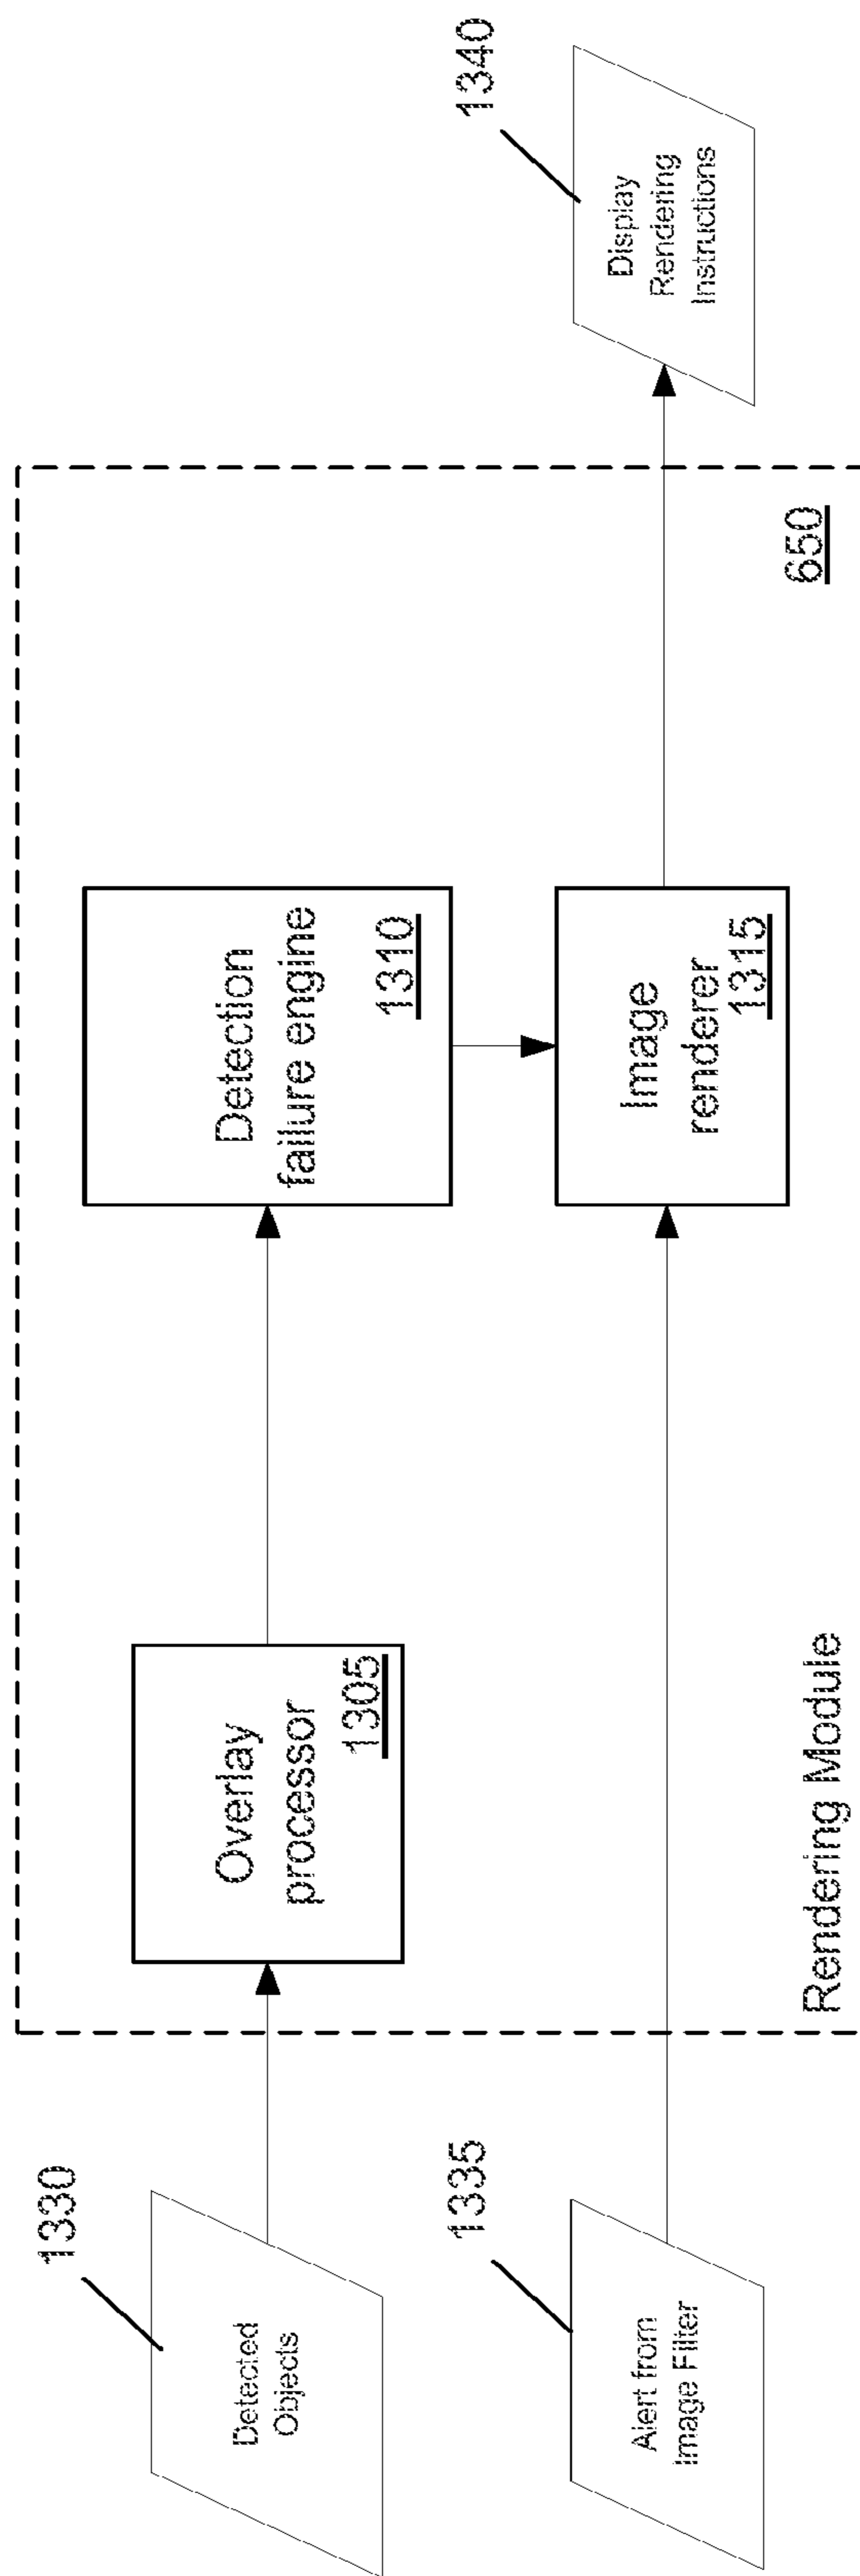 1330
Detected
Objects
1335
Alert from
Image Filter
Overlay
processor
1305
Detection
failure engine
1310
Image
renderer
1315
Rendering Module
650
1340
Display
Rendering
Instructions